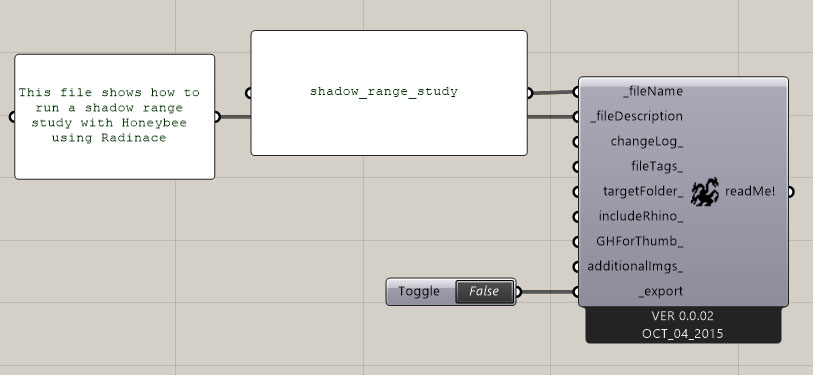 This file shows how to
run a shadow range
study with Honeybee
using Radinace
shadow_range_study
_fileName
_fileDescription
changeLog_
fileTags_
targetFolder_
includeRhino_
GHForThumb_
additionalImgs_
_export
readMe!
Toggle False
VER 0.0.02
OCT_04_2015